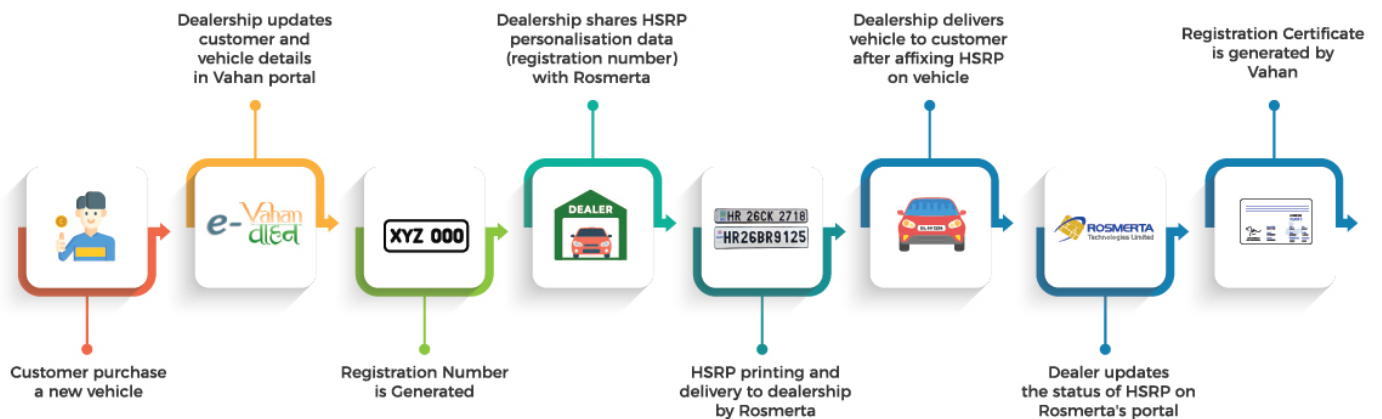 Dealership updates
customer and
vehicle details
in Vahan portal
Dealership shares HSRP
personalisation data
(registration number)
with Rosmerta
Dealership delivers
vehicle to customer
after affixing HSRP
on vehicle
Registration Certificate
is generated by
Vahan
e-Vahan
वाहन
XYZ 000
DEALER
HR 26CK 2718
HR26BR9125
ROSMERTA
Technologies Limited
Customer purchase
a new vehicle
Registration Number
is Generated
HSRP printing and
delivery to dealership
by Rosmerta
Dealer updates
the status of HSRP on
Rosmerta's portal